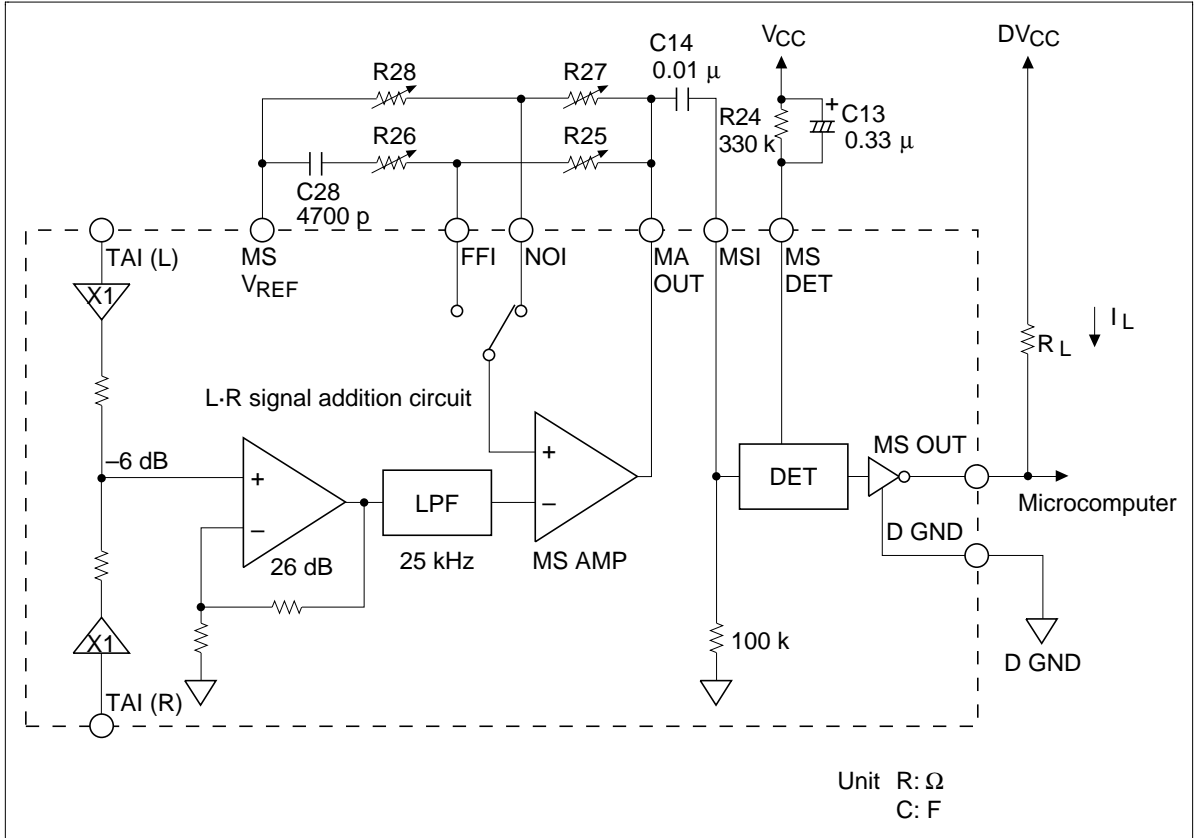 C14
0.01 μ
VCC
DVCC
R28
R27
R24
330 k
+
C13
0.33 μ
R26
R25
C28
4700 p
TAI (L)
MS
VREF
FFI
NOI
MA
OUT
MSI
MS
DET
X1
IL
RL
L·R signal addition circuit
–6 dB
+
–
26 dB
LPF
25 kHz
+
–
MS AMP
DET
MS OUT
Microcomputer
D GND
D GND
100 k
X1
TAI (R)
Unit R: Ω
C: F